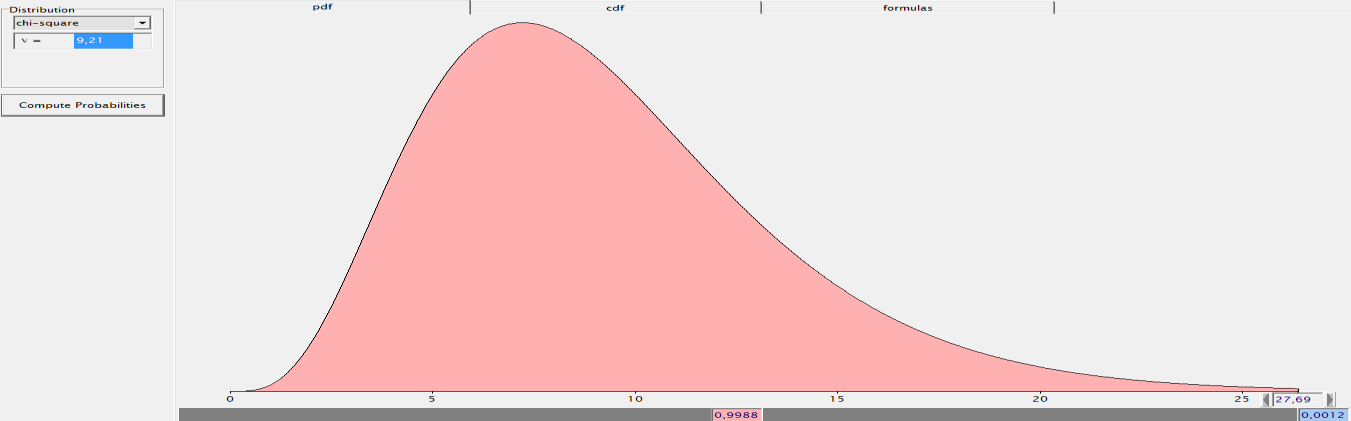 Distribution
chi-square
ν = 9,21
Compute Probabilities
pdf cdf formulas
0 5 10 15 20 25 27,69
0,9988 0,0012